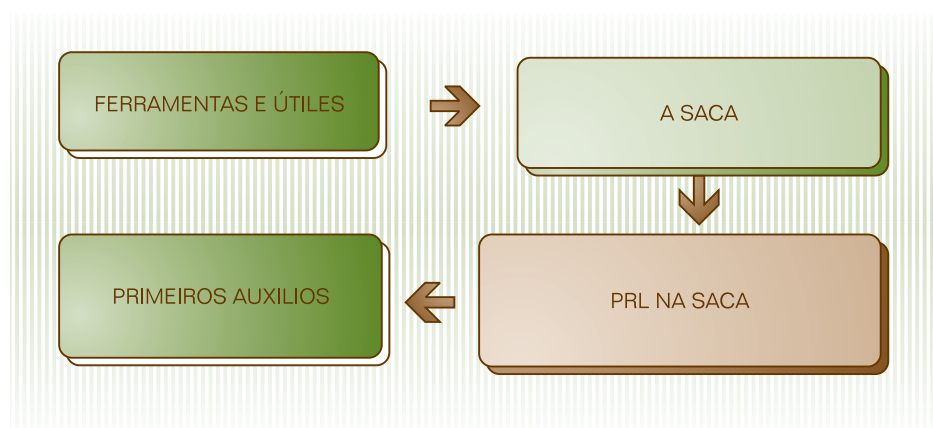 FERRAMENTAS E ÚTILES
A SACA
PRL NA SACA
PRIMEIROS AUXILIOS